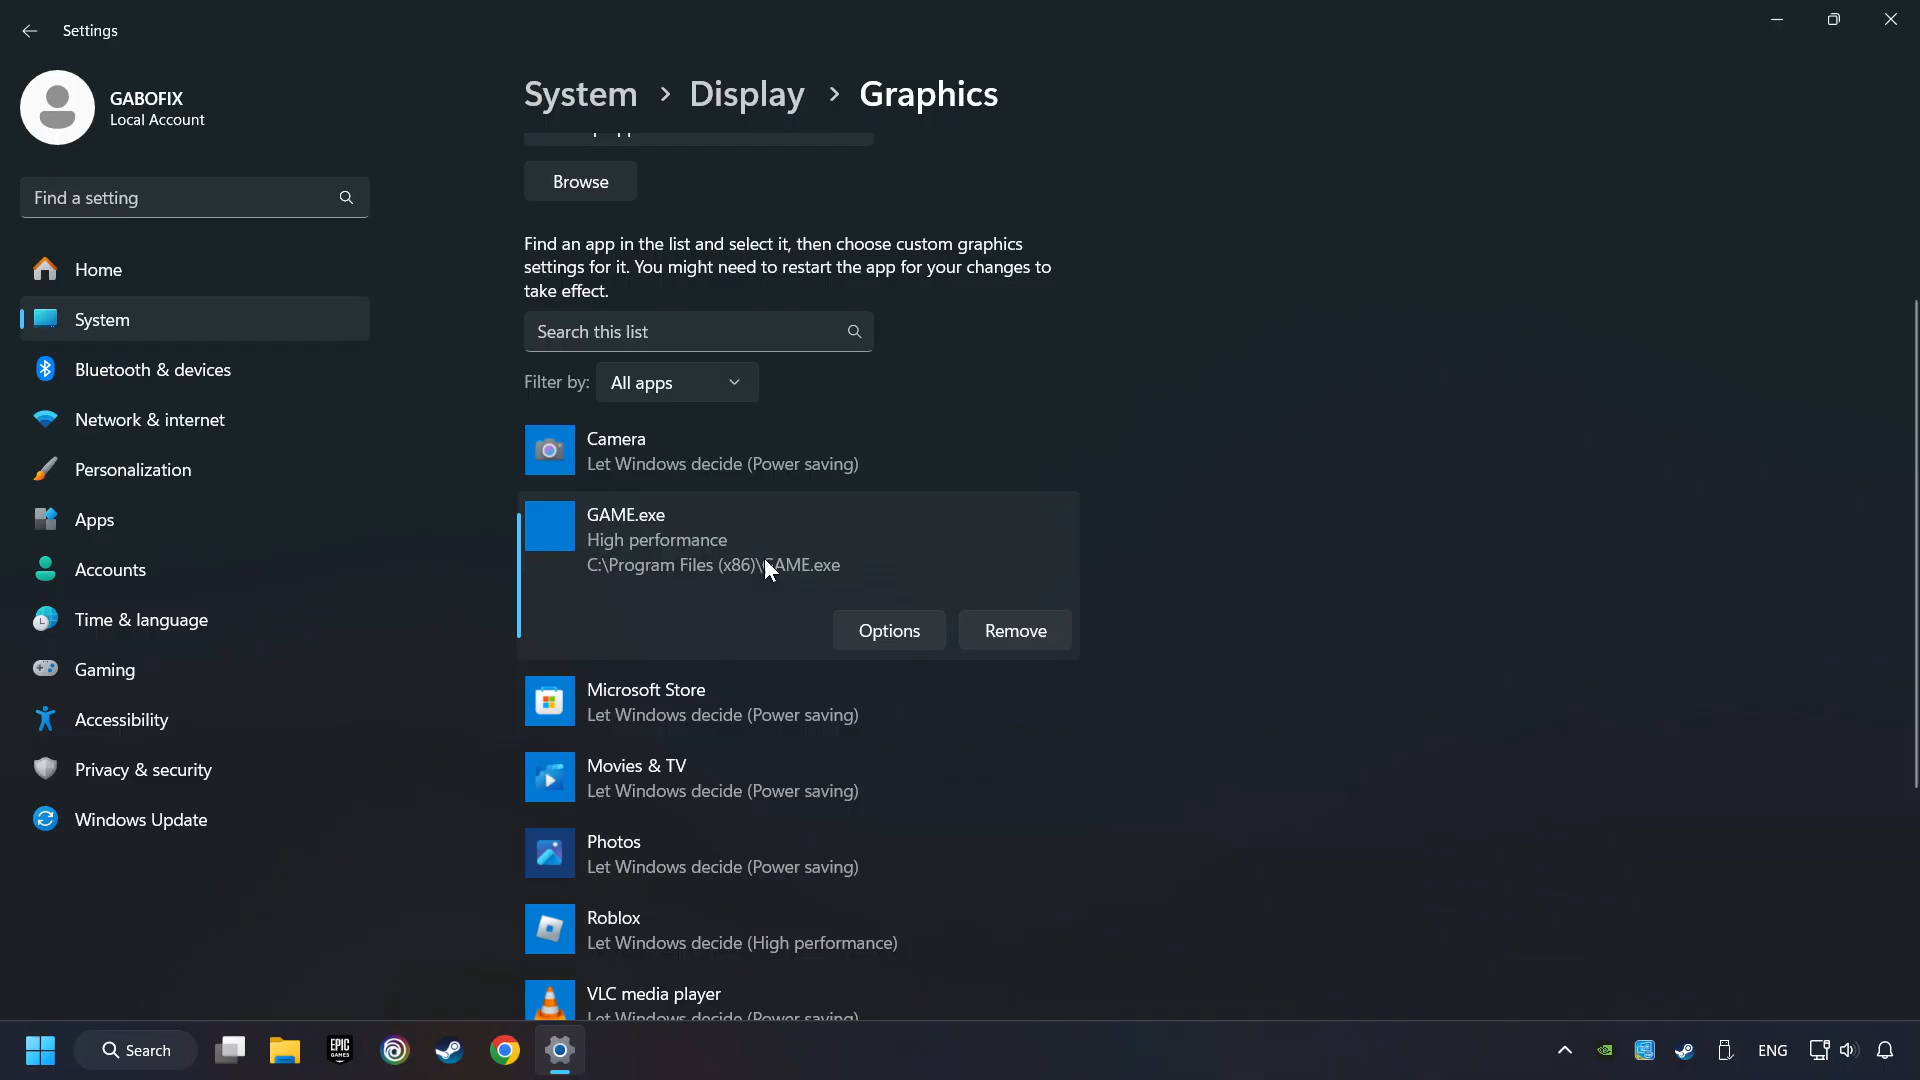 Settings
GABOFIX
Local Account
Find a setting
Home
System
Bluetooth & devices
Network & internet
Personalization
Apps
Accounts
Time & language
Gaming
Accessibility
Privacy & security
Windows Update
System > Display > Graphics
Browse
Find an app in the list and select it, then choose custom graphics
settings for it. You might need to restart the app for your changes to
take effect.
Search this list
Filter by: All apps
Camera
Let Windows decide (Power saving)
GAME.exe
High performance
C:\Program Files (x86)\GAME.exe
Options Remove
Microsoft Store
Let Windows decide (Power saving)
Movies & TV
Let Windows decide (Power saving)
Photos
Let Windows decide (Power saving)
Roblox
Let Windows decide (High performance)
VLC media player
Let Windows decide (Power saving)
Search
EPIC
GAMES
ENG